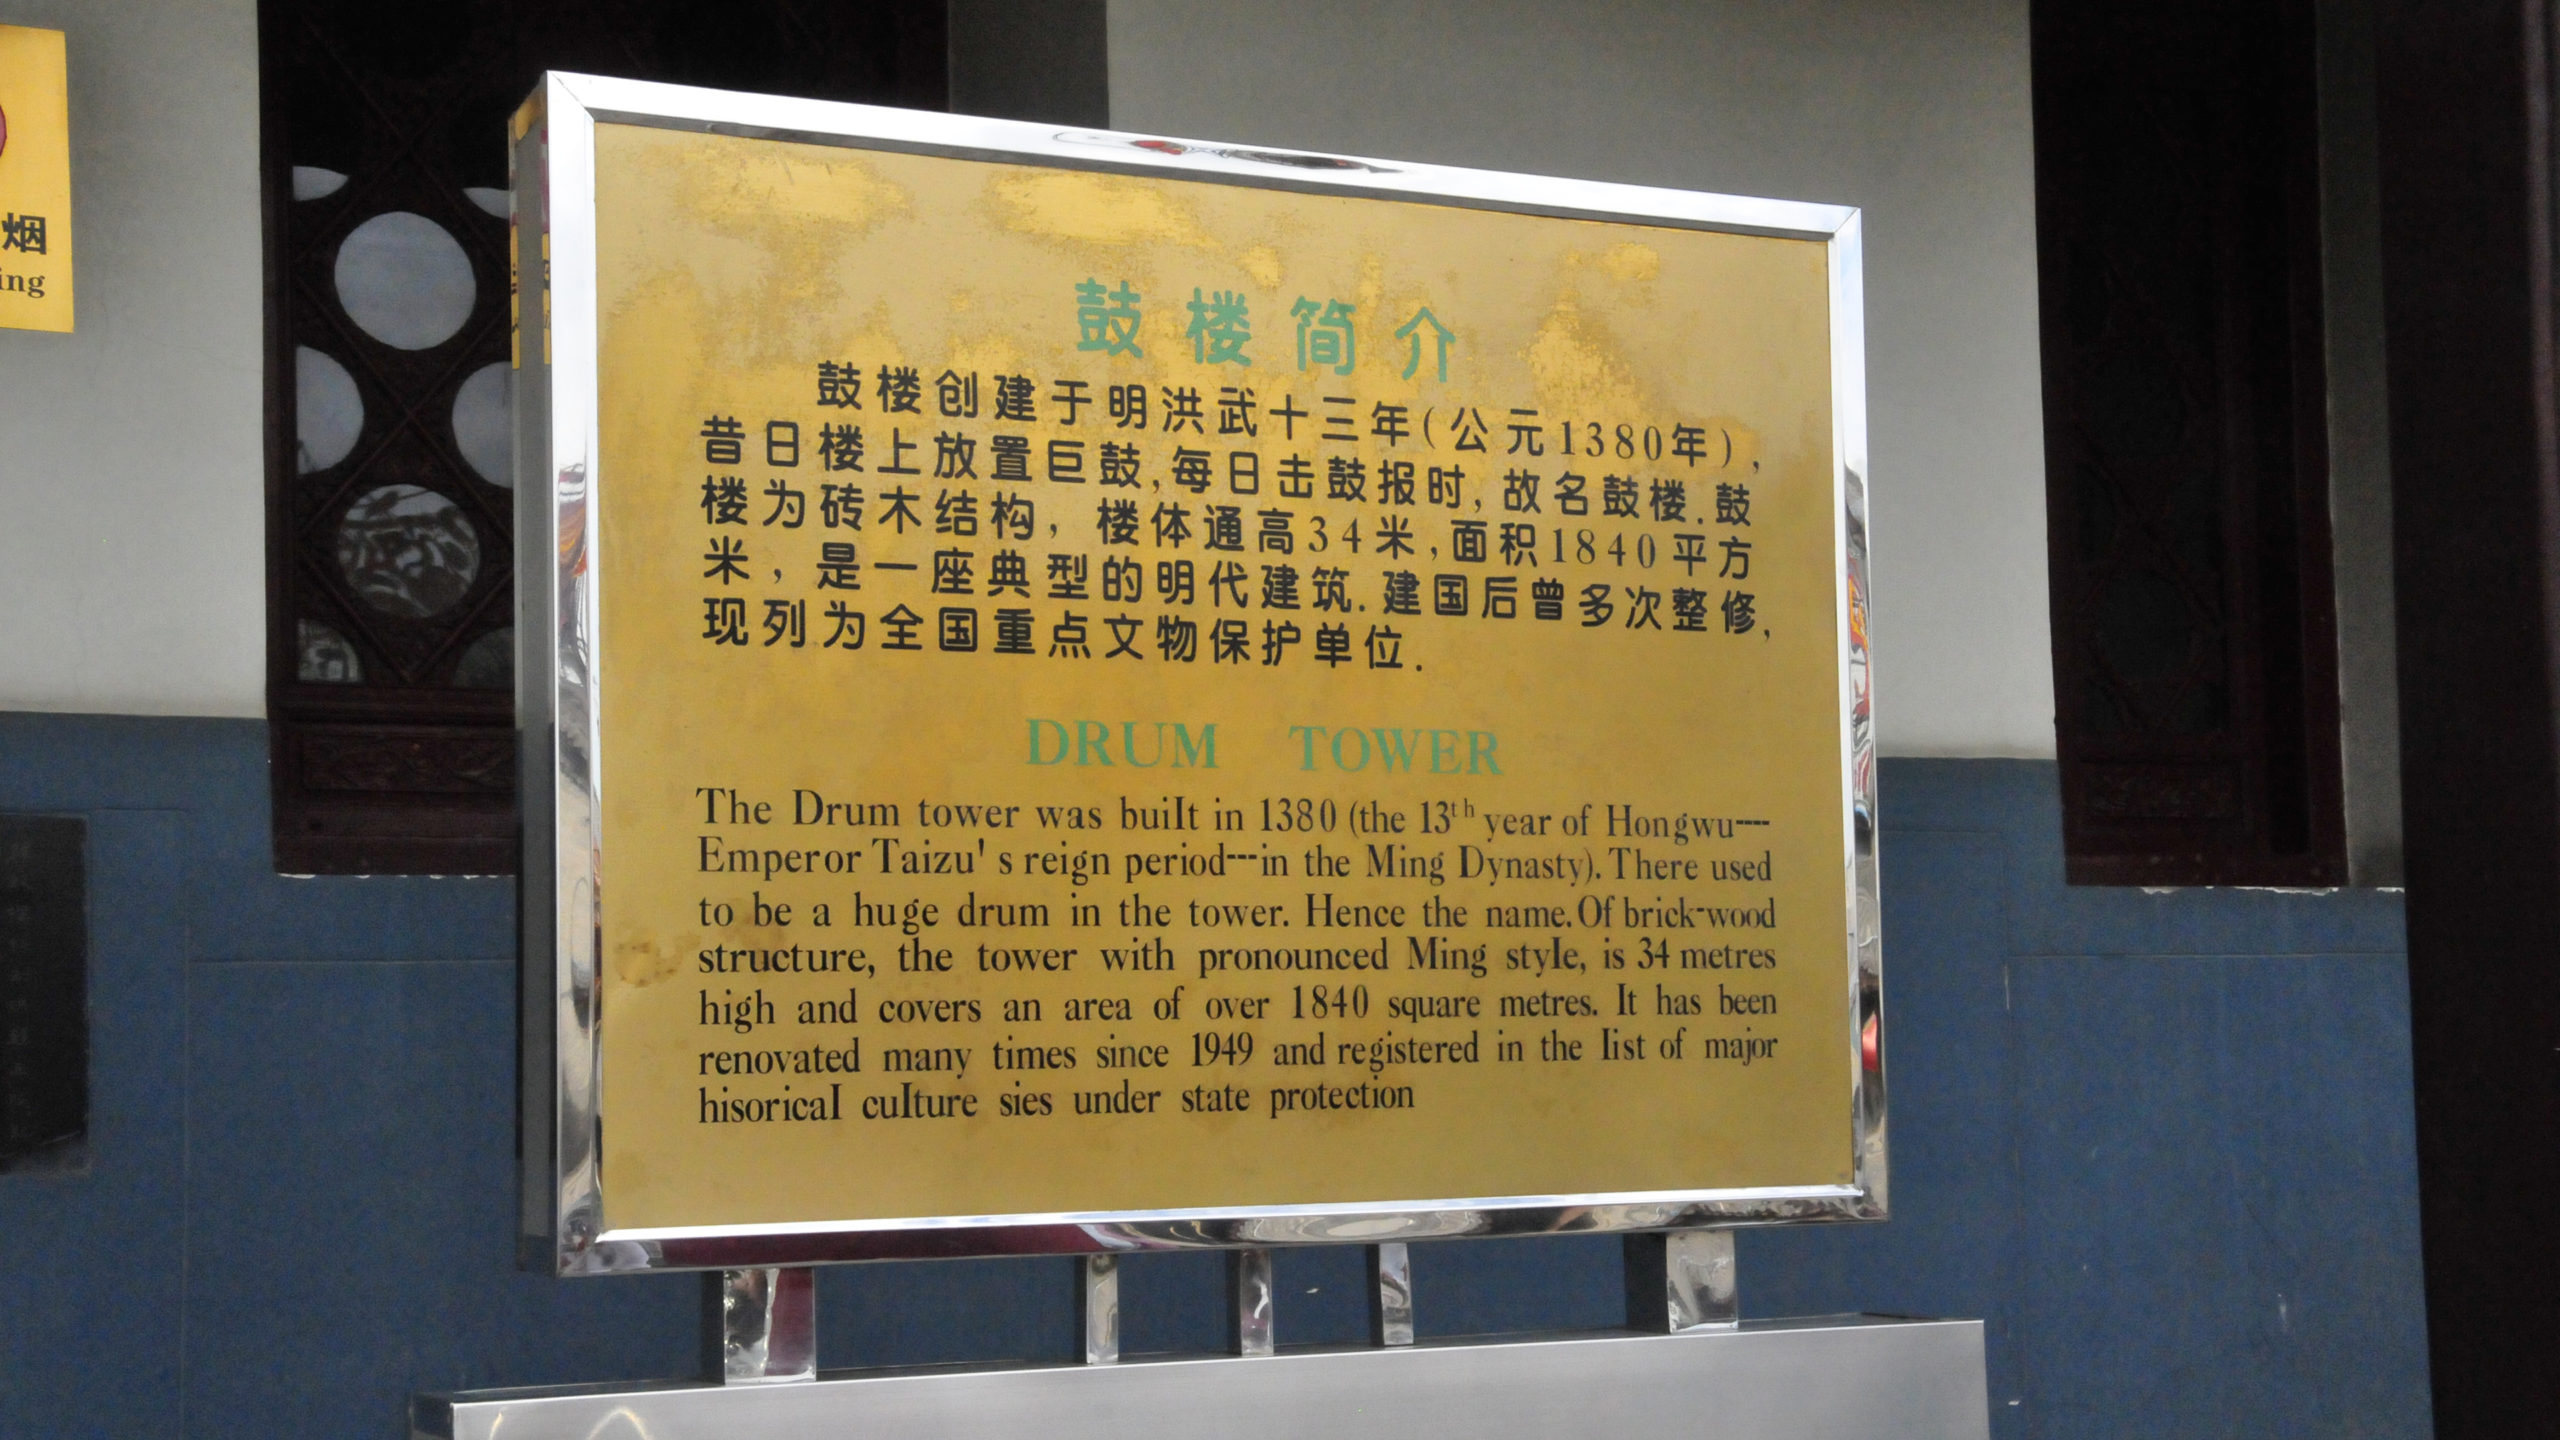 烟
ing
鼓楼简介
鼓楼创建于明洪武十三年(公元1380年),
昔日楼上放置巨鼓,每日击鼓报时,故名鼓楼.鼓
楼为砖木结构,楼体通高34米,面积1840平方
米,是一座典型的明代建筑.建国后曾多次整修,
现列为全国重点文物保护单位.
DRUM TOWER
The Drum tower was built in 1380 (the 13th year of Hongwu----
Emperor Taizu's reign period---in the Ming Dynasty). There used
to be a huge drum in the tower. Hence the name. Of brick-wood
structure, the tower with pronounced Ming style, is 34 metres
high and covers an area of over 1840 square metres. It has been
renovated many times since 1949 and registered in the list of major
hisorical culture sies under state protection